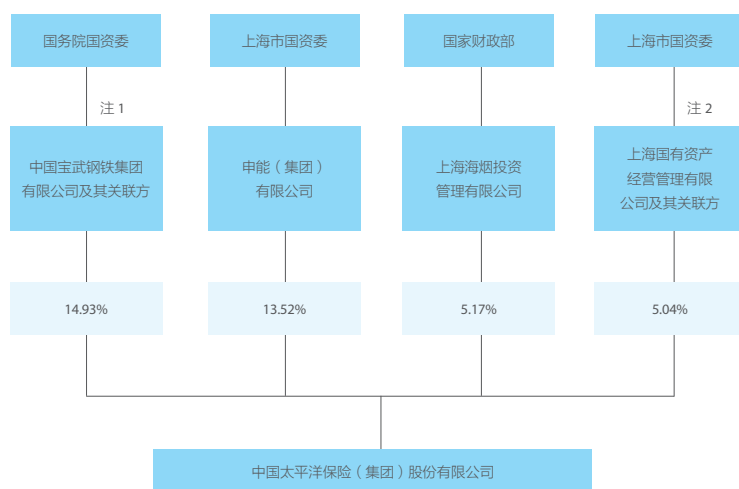 国务院国资委
上海市国资委
国家财政部
上海市国资委
注 1
注 2
中国宝武钢铁集团
有限公司及其关联方
申能（集团）
有限公司
上海海烟投资
管理有限公司
上海国有资产
经营管理有限
公司及其关联方
14.93%
13.52%
5.17%
5.04%
中国太平洋保险（集团）股份有限公司